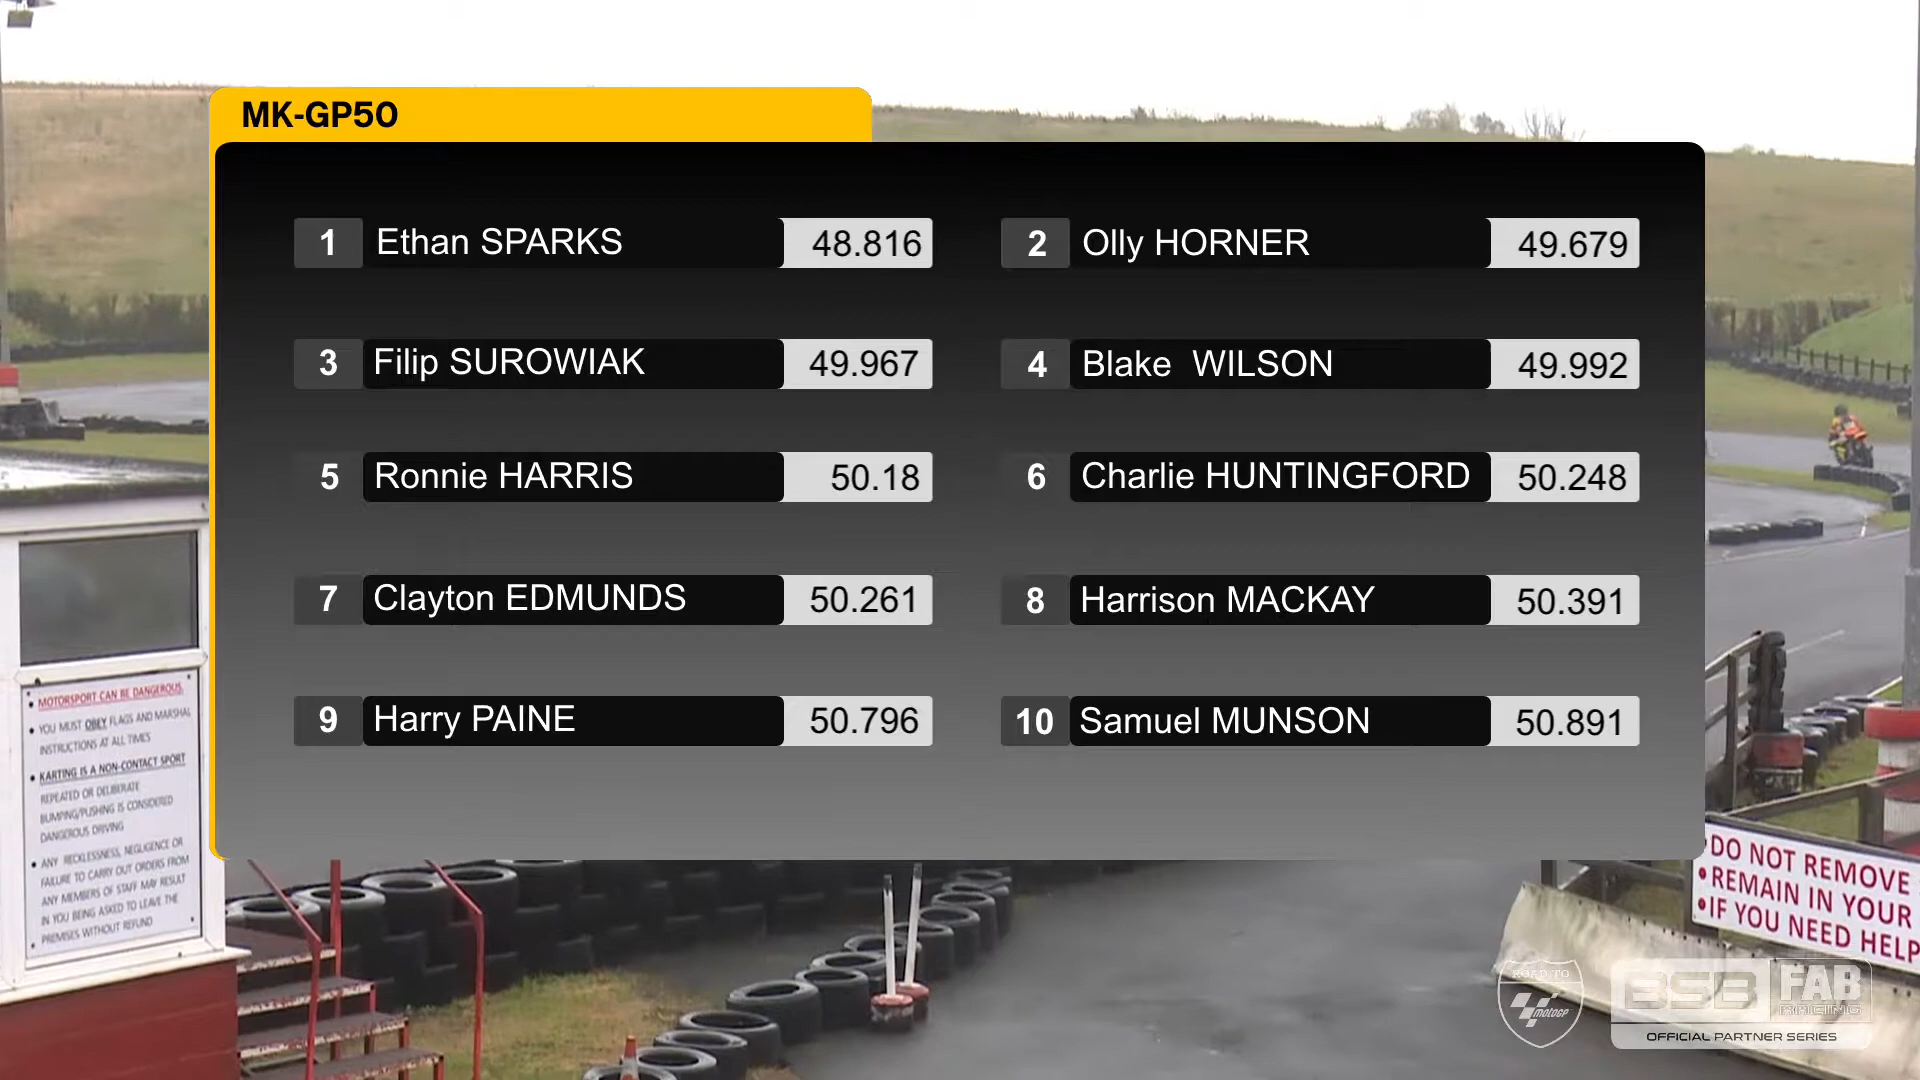 MK-GP50
1 Ethan SPARKS 48.816
2 Olly HORNER 49.679
3 Filip SUROWIAK 49.967
4 Blake WILSON 49.992
5 Ronnie HARRIS 50.18
6 Charlie HUNTINGFORD 50.248
7 Clayton EDMUNDS 50.261
8 Harrison MACKAY 50.391
9 Harry PAINE 50.796
10 Samuel MUNSON 50.891
• MOTORSPORT CAN BE DANGEROUS
• YOU MUST OBEY FLAGS AND MARSHAL
INSTRUCTIONS AT ALL TIMES
• KARTING IS A NON-CONTACT SPORT
REPEATED OR DELIBERATE
BUMPING/PUSHING IS CONSIDERED
DANGEROUS DRIVING
• ANY RECKLESSNESS, NEGLIGENCE OR
FAILURE TO CARRY OUT ORDERS FROM
ANY MEMBERS OF STAFF MAY RESULT
IN YOU BEING ASKED TO LEAVE THE
PREMISES WITHOUT REFUND
•DO NOT REMOVE
•REMAIN IN YOUR
•IF YOU NEED HELP
ROAD TO
MotoGP
BSB FAB
RACING
OFFICIAL PARTNER SERIES